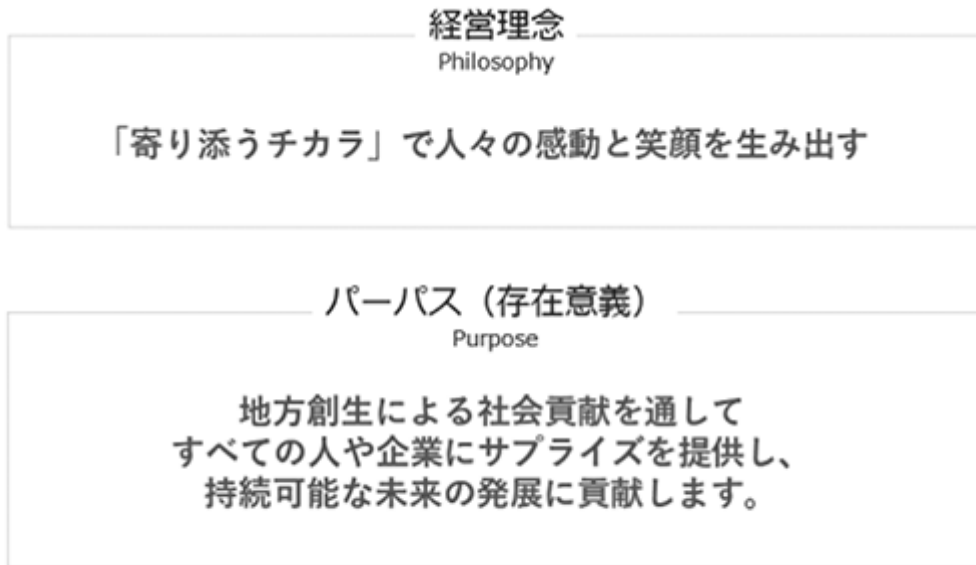 経営理念
Philosophy
「寄り添うチカラ」で人々の感動と笑顔を生み出す
パーパス（存在意義）
Purpose
地方創生による社会貢献を通して
すべての人や企業にサプライズを提供し、
持続可能な未来の発展に貢献します。